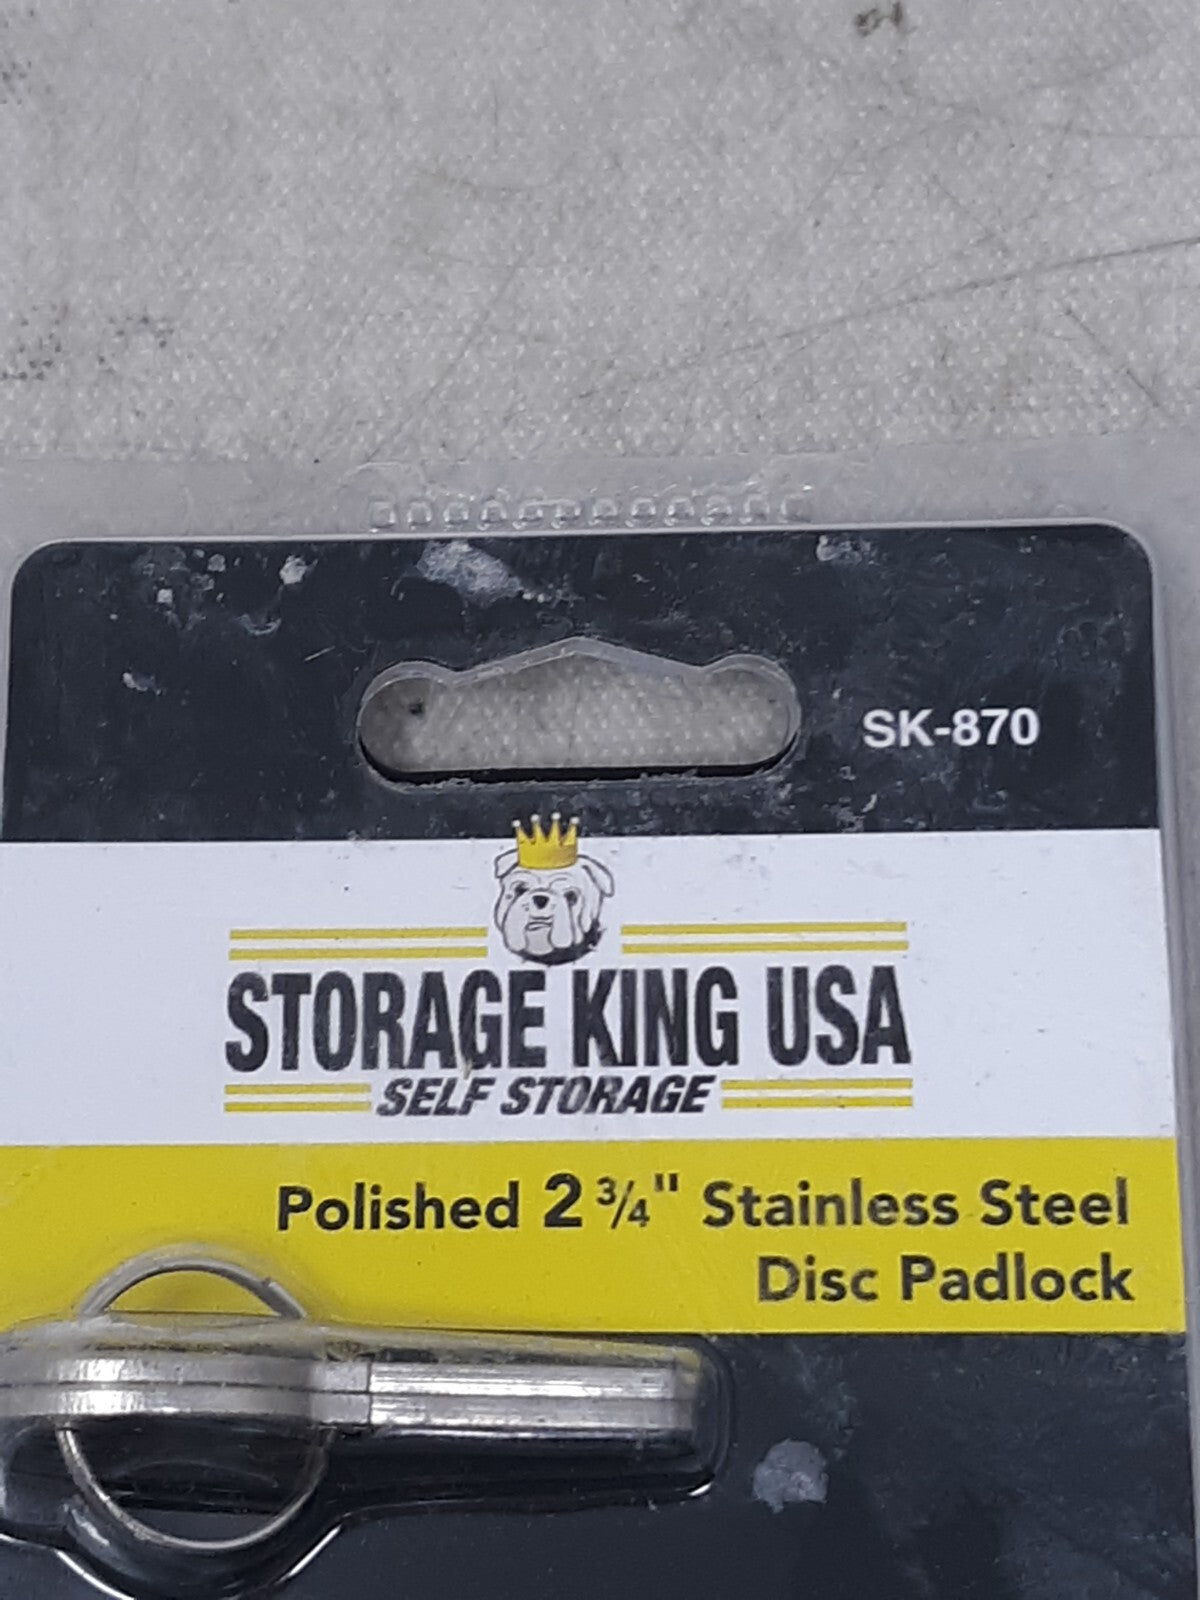 SK-870
STORAGE KING USA
SELF STORAGE
Polished 2 3/4" Stainless Steel
Disc Padlock